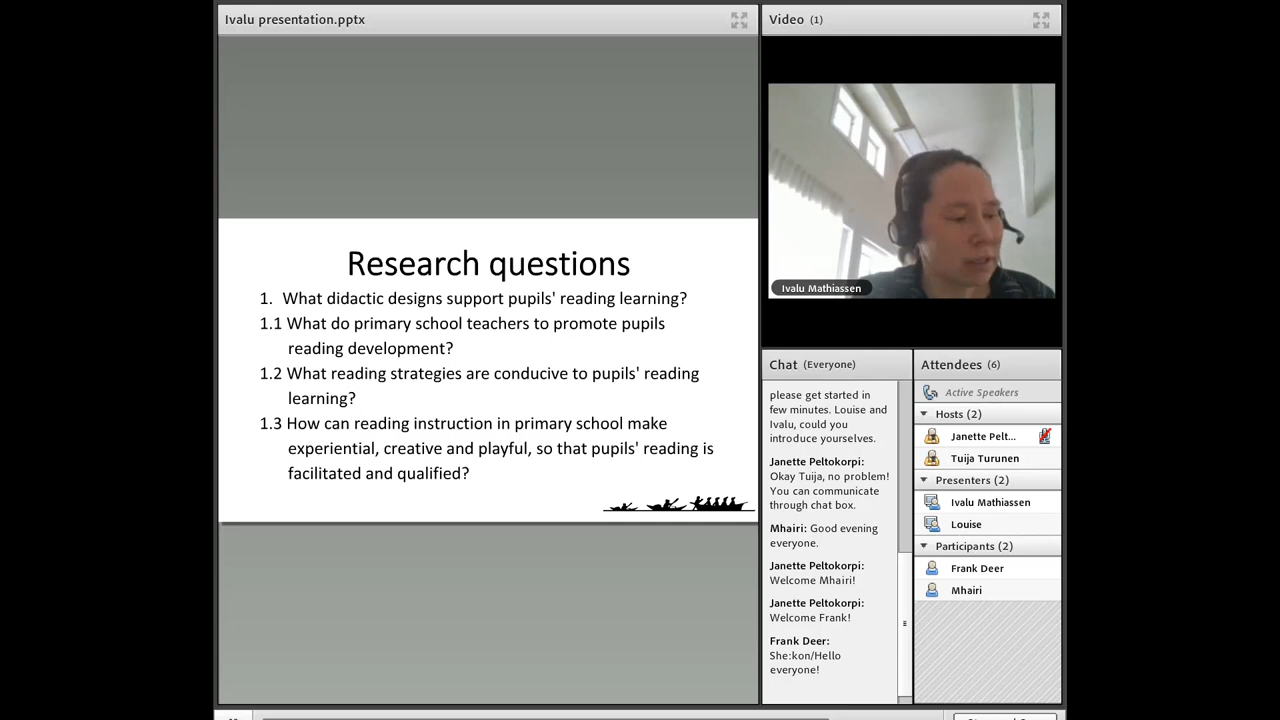 Ivalu presentation.pptx
Research questions
1. What didactic designs support pupils' reading learning?
1.1 What do primary school teachers to promote pupils
reading development?
1.2 What reading strategies are conducive to pupils' reading
learning?
1.3 How can reading instruction in primary school make
experiential, creative and playful, so that pupils' reading is
facilitated and qualified?
Video (1)
Ivalu Mathiassen
Chat (Everyone)
please get started in
few minutes. Louise and
Ivalu, could you
introduce yourselves.
Janette Peltokorpi:
Okay Tuija, no problem!
You can communicate
through chat box.
Mhairi: Good evening
everyone.
Janette Peltokorpi:
Welcome Mhairi!
Janette Peltokorpi:
Welcome Frank!
Frank Deer:
She:kon/Hello
everyone!
Attendees (6)
Active Speakers
Hosts (2)
Janette Pelt...
Tuija Turunen
Presenters (2)
Ivalu Mathiassen
Louise
Participants (2)
Frank Deer
Mhairi